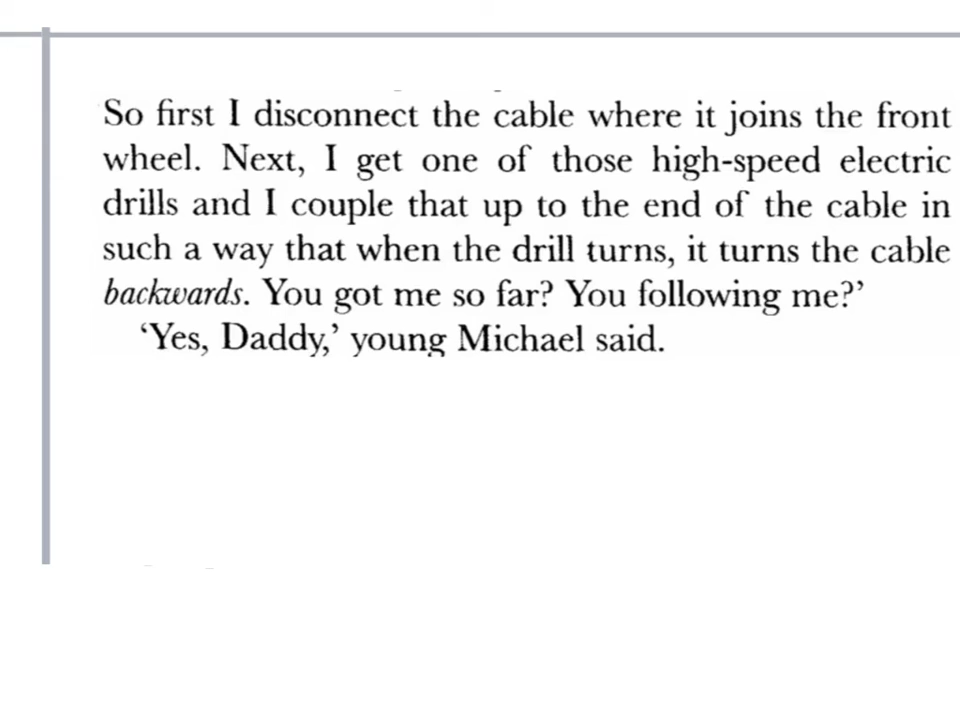 So first I disconnect the cable where it joins the front
wheel. Next, I get one of those high-speed electric
drills and I couple that up to the end of the cable in
such a way that when the drill turns, it turns the cable
backwards. You got me so far? You following me?’
‘Yes, Daddy,’ young Michael said.